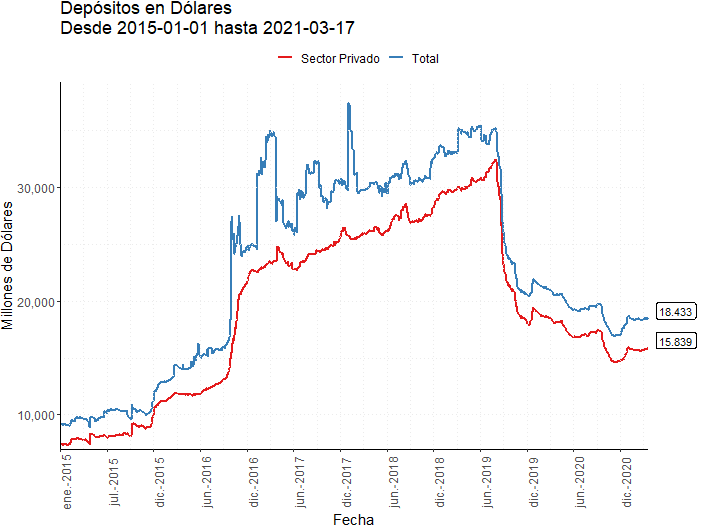 Depósitos en Dólares
Desde 2015-01-01 hasta 2021-03-17
Sector Privado
Total
Millones de Dólares
30,000
20,000
10,000
18.433
15.839
ene.-2015
jul.-2015
dic.-2015
jun.-2016
dic.-2016
jun.-2017
dic.-2017
jun.-2018
dic.-2018
jun.-2019
dic.-2019
jun.-2020
dic.-2020
Fecha